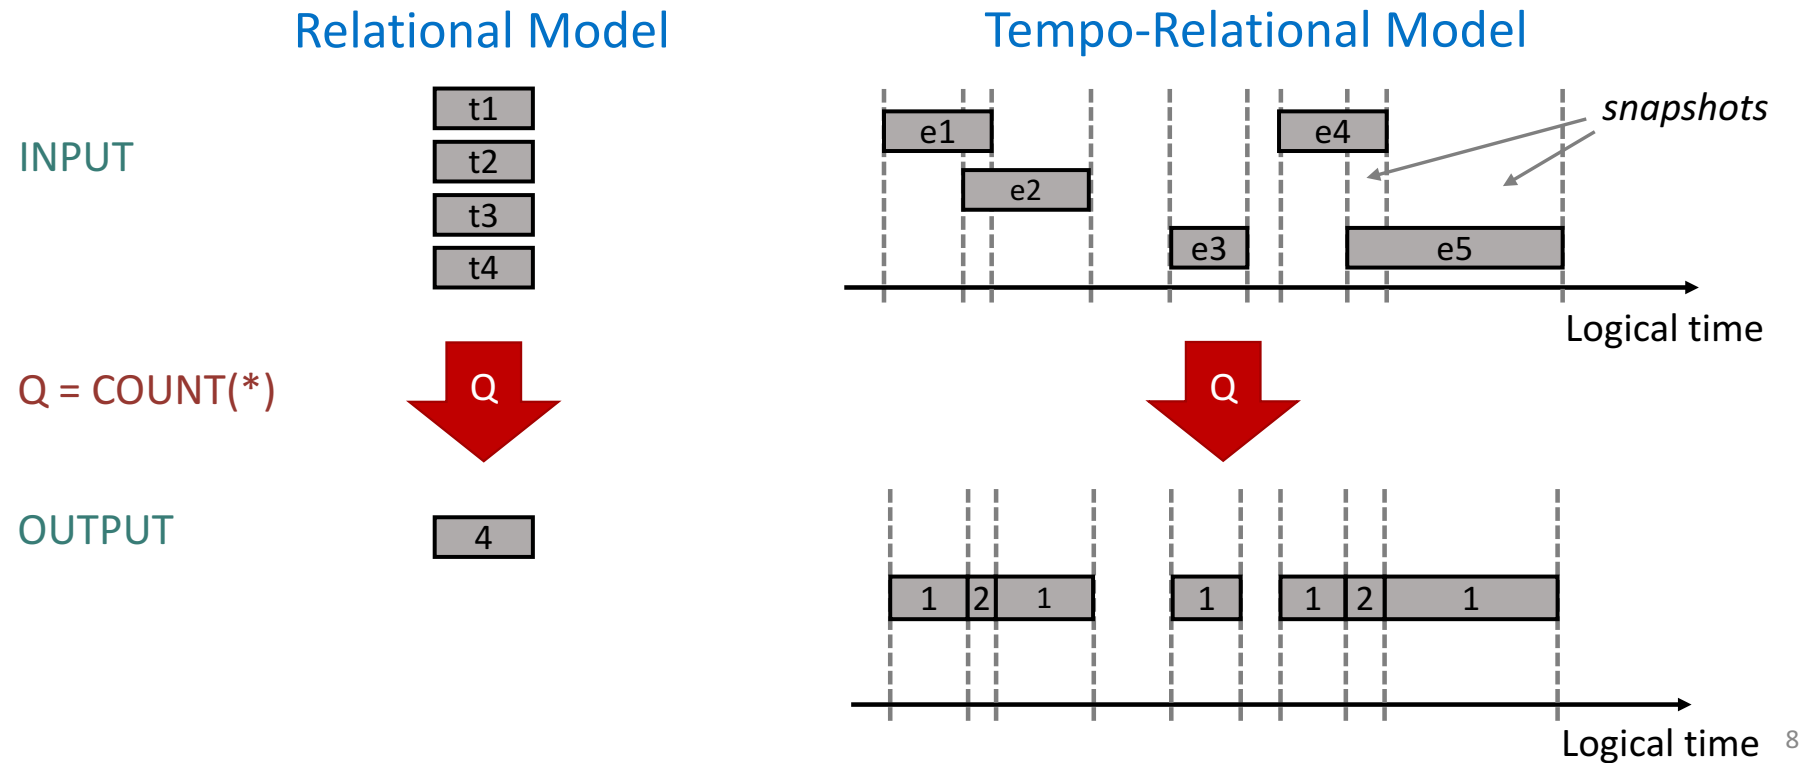 Relational Model
Tempo-Relational Model
INPUT
t1
t2
t3
t4
e1
e2
e3
e4
e5
snapshots
Logical time
Q = COUNT(*)
Q
Q
OUTPUT
4
1 2 1 1 1 2 1
Logical time
8